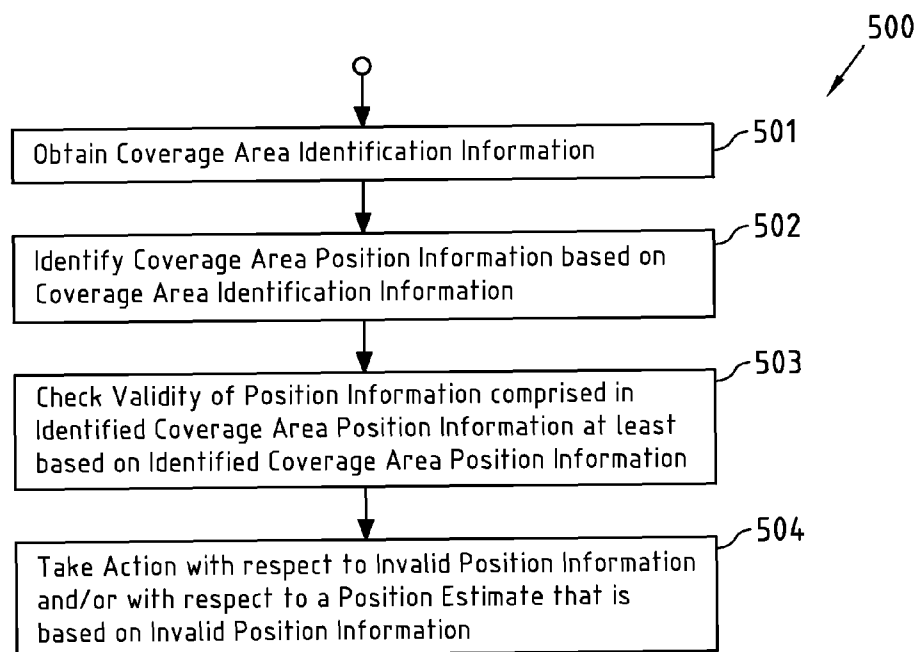 500
501
Obtain Coverage Area Identification Information
502
Identify Coverage Area Position Information based on
Coverage Area Identification Information
503
Check Validity of Position Information comprised in
Identified Coverage Area Position Information at least
based on Identified Coverage Area Position Information
504
Take Action with respect to Invalid Position Information
and/or with respect to a Position Estimate that is
based on Invalid Position Information